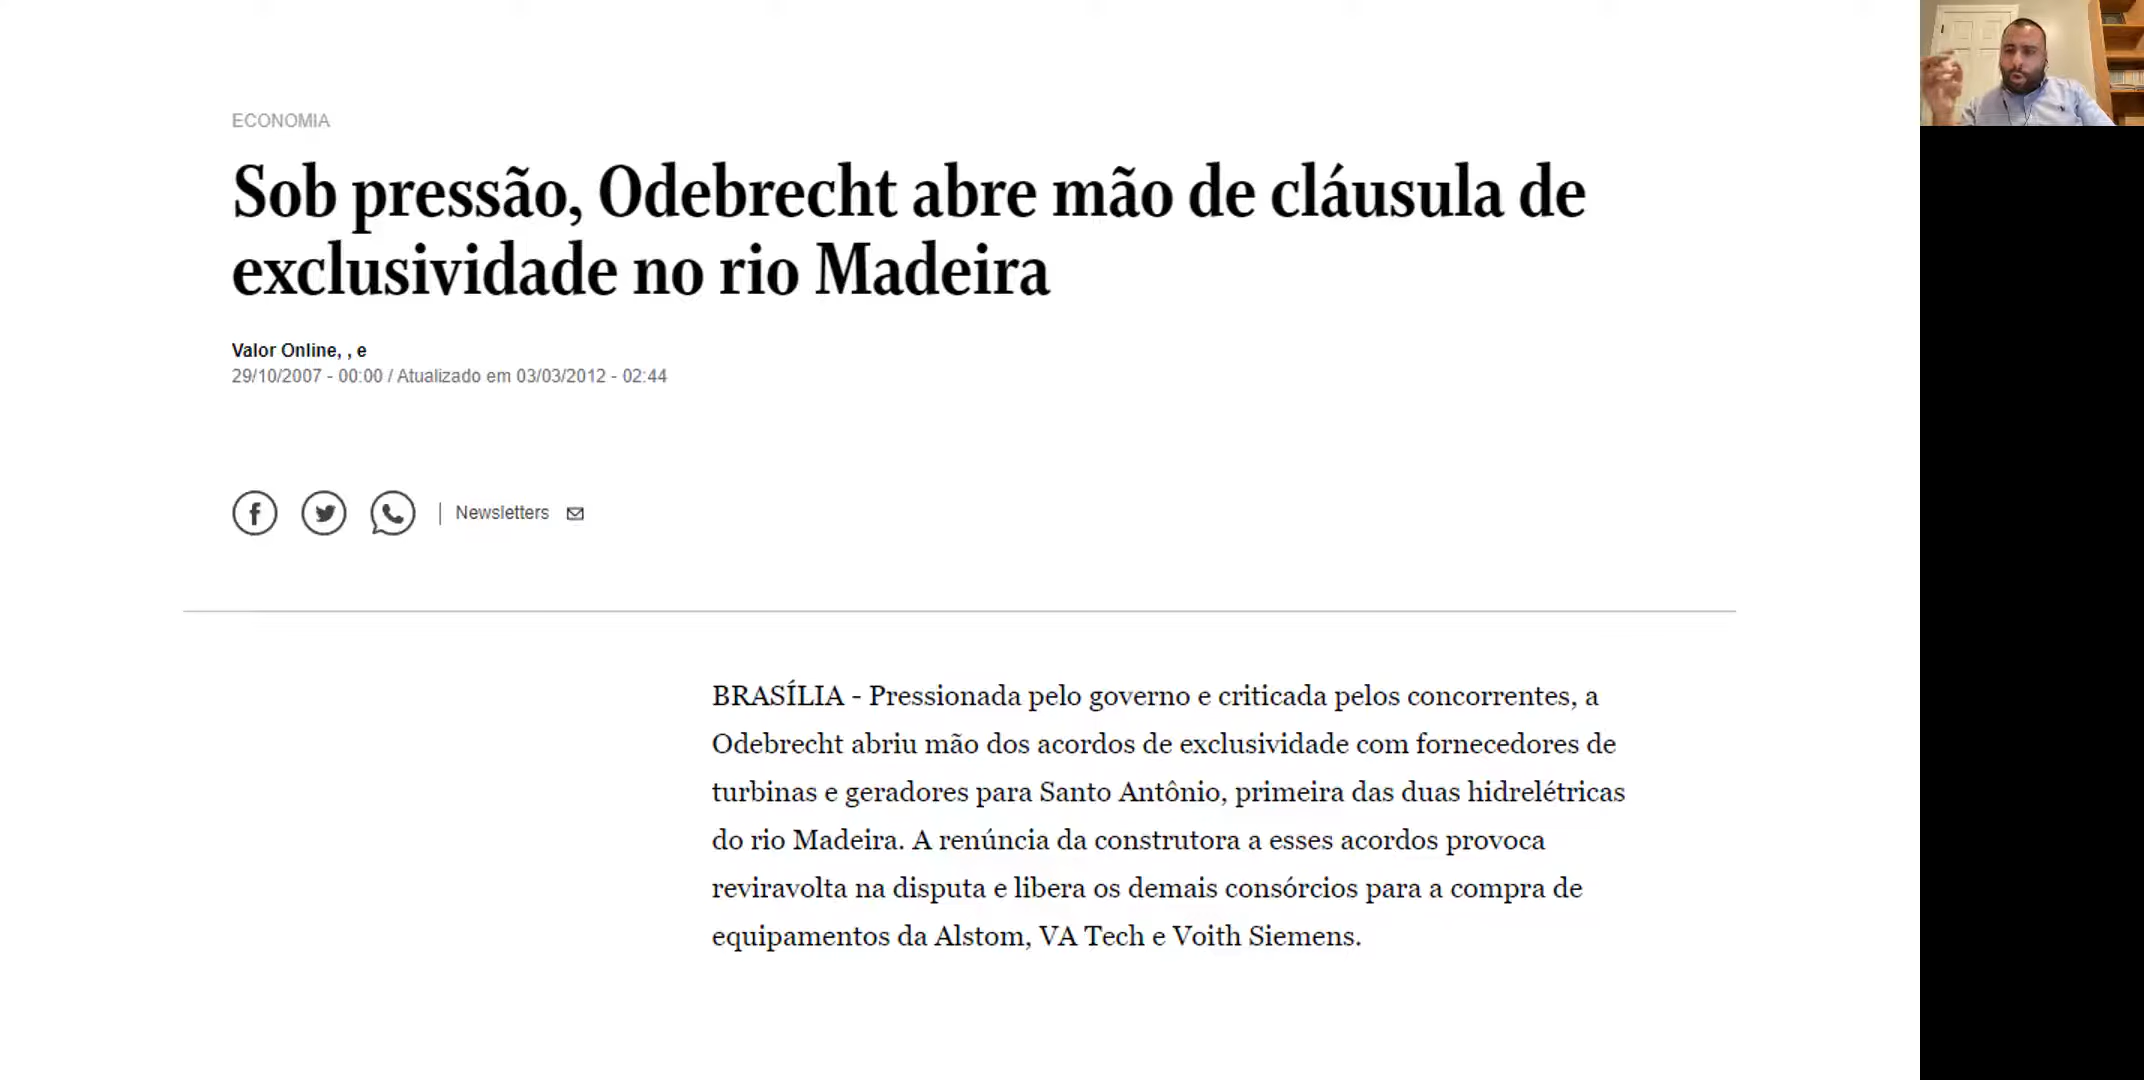 ECONOMIA
Sob pressão, Odebrecht abre mão de cláusula de
exclusividade no rio Madeira
Valor Online, , e
29/10/2007 - 00:00 / Atualizado em 03/03/2012 - 02:44
Newsletters
BRASÍLIA - Pressionada pelo governo e criticada pelos concorrentes, a
Odebrecht abriu mão dos acordos de exclusividade com fornecedores de
turbinas e geradores para Santo Antônio, primeira das duas hidrelétricas
do rio Madeira. A renúncia da construtora a esses acordos provoca
reviravolta na disputa e libera os demais consórcios para a compra de
equipamentos da Alstom, VA Tech e Voith Siemens.